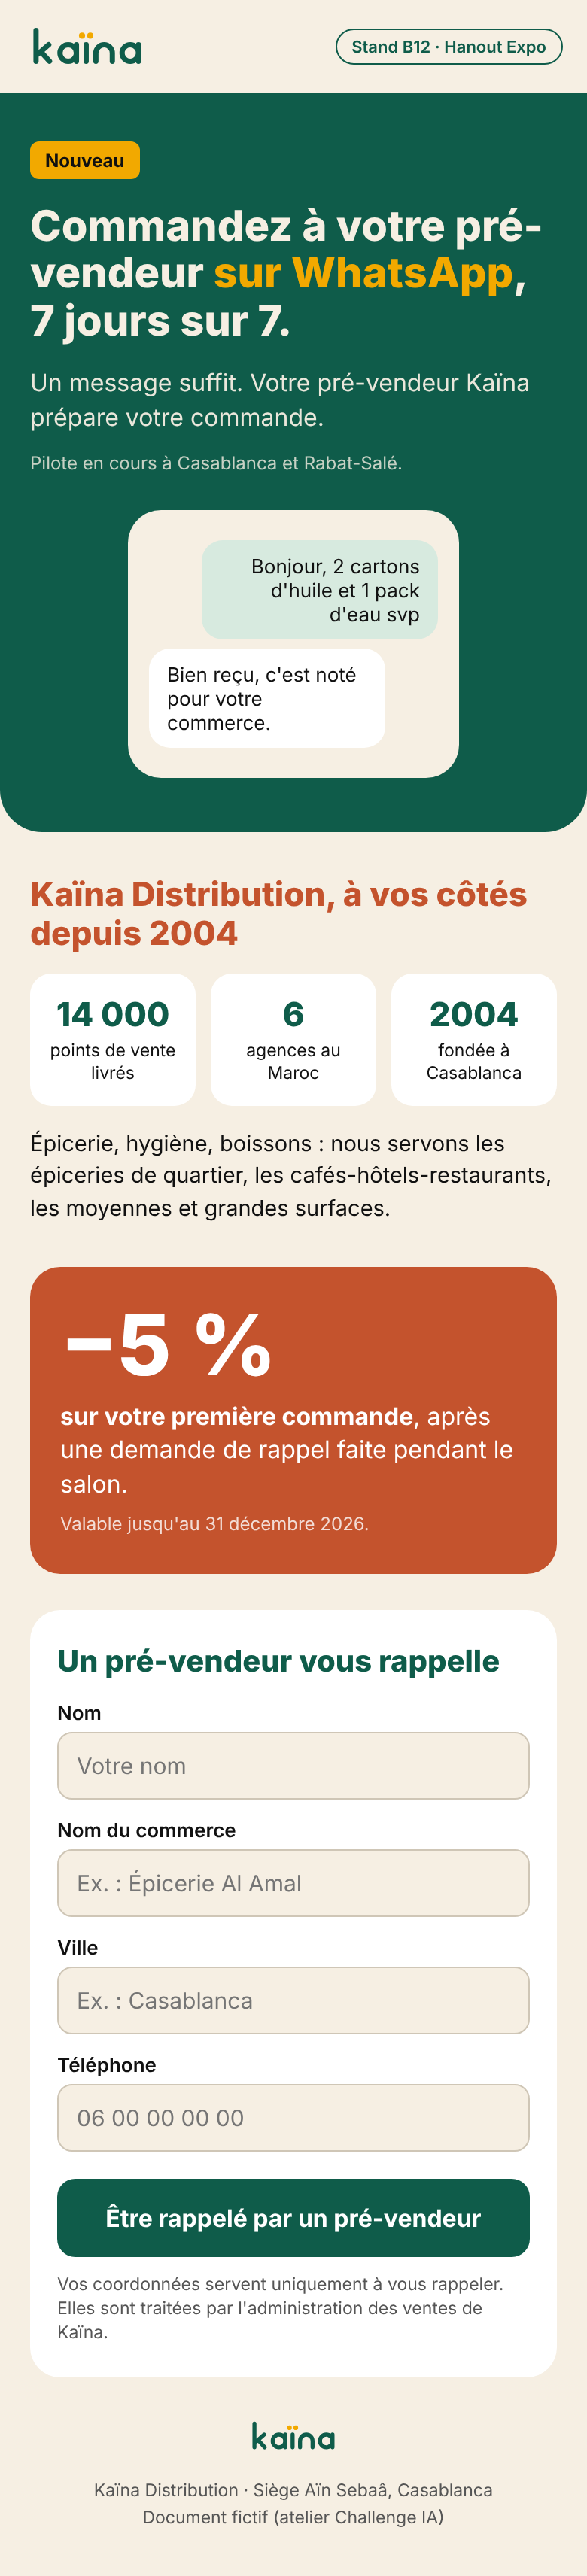 kaïna
Stand B12 · Hanout Expo
Nouveau
Commandez à votre pré-
vendeur sur WhatsApp,
7 jours sur 7.
Un message suffit. Votre pré-vendeur Kaïna
prépare votre commande.
Pilote en cours à Casablanca et Rabat-Salé.
Bonjour, 2 cartons
d'huile et 1 pack
d'eau svp
Bien reçu, c'est noté
pour votre
commerce.
Kaïna Distribution, à vos côtés
depuis 2004
14 000
points de vente
livrés
6
agences au
Maroc
2004
fondée à
Casablanca
Épicerie, hygiène, boissons : nous servons les
épiceries de quartier, les cafés-hôtels-restaurants,
les moyennes et grandes surfaces.
−5 %
sur votre première commande, après
une demande de rappel faite pendant le
salon.
Valable jusqu'au 31 décembre 2026.
Un pré-vendeur vous rappelle
Nom
Votre nom
Nom du commerce
Ex. : Épicerie Al Amal
Ville
Ex. : Casablanca
Téléphone
06 00 00 00 00
Être rappelé par un pré-vendeur
Vos coordonnées servent uniquement à vous rappeler.
Elles sont traitées par l'administration des ventes de
Kaïna.
kaïna
Kaïna Distribution · Siège Aïn Sebaâ, Casablanca
Document fictif (atelier Challenge IA)